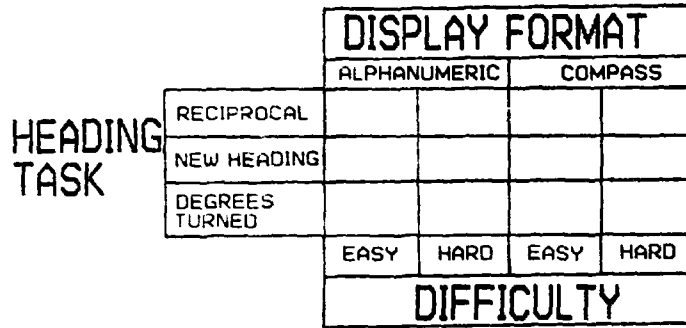 DISPLAY FORMAT
ALPHANUMERIC COMPASS
HEADING
TASK
RECIPROCAL
NEW HEADING
DEGREES
TURNED
EASY HARD EASY HARD
DIFFICULTY